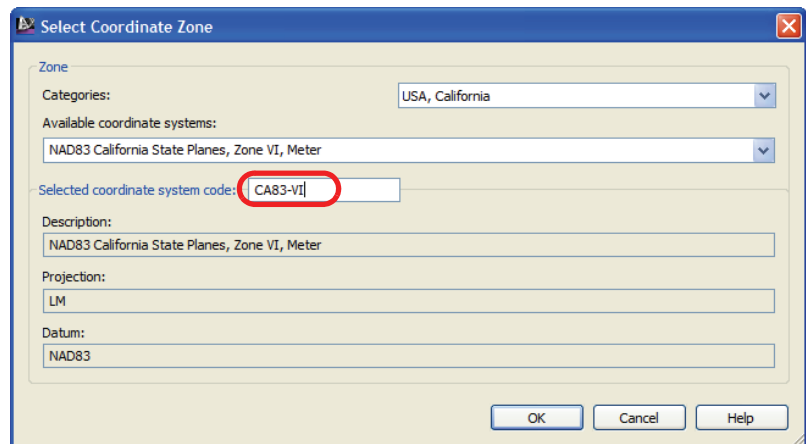 Select Coordinate Zone
Zone
Categories: USA, California
Available coordinate systems:
NAD83 California State Planes, Zone VI, Meter
Selected coordinate system code: CA83-VI
Description:
NAD83 California State Planes, Zone VI, Meter
Projection:
LM
Datum:
NAD83
OK Cancel Help